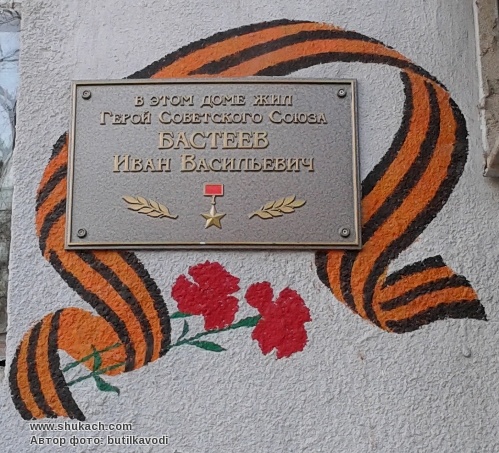 В ЭТОМ ДОМЕ ЖИЛ
ГЕРОЙ СОВЕТСКОГО СОЮЗА
БАСТЕЕВ
ИВАН ВАСИЛЬЕВИЧ
www.shukach.com
Автор фото: butilkavodi